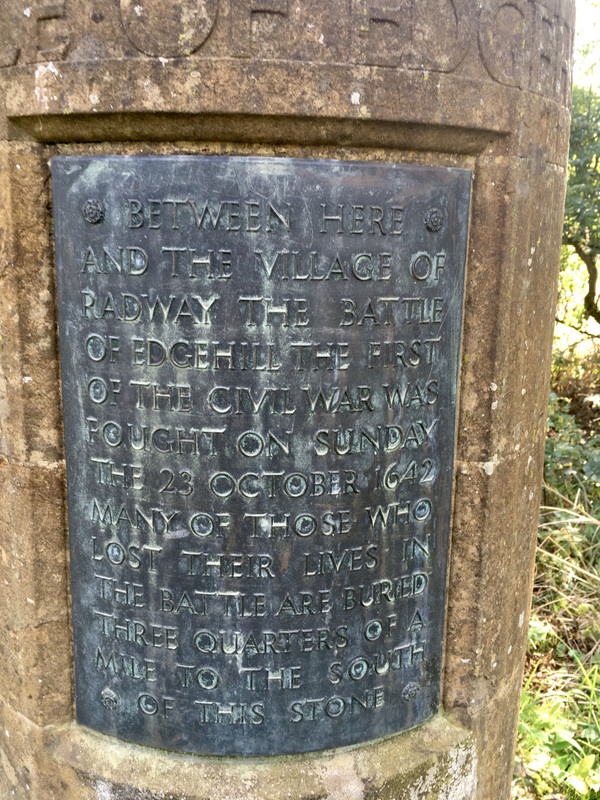 OF EDGE
BETWEEN HERE
AND THE VILLAGE OF
RADWAY THE BATTLE
OF EDGEHILL THE FIRST
OF THE CIVIL WAR WAS
FOUGHT ON SUNDAY
THE 23 OCTOBER 1642
MANY OF THOSE WHO
LOST THEIR LIVES IN
THE BATTLE ARE BURIED
THREE QUARTERS OF A
MILE TO THE SOUTH
OF THIS STONE